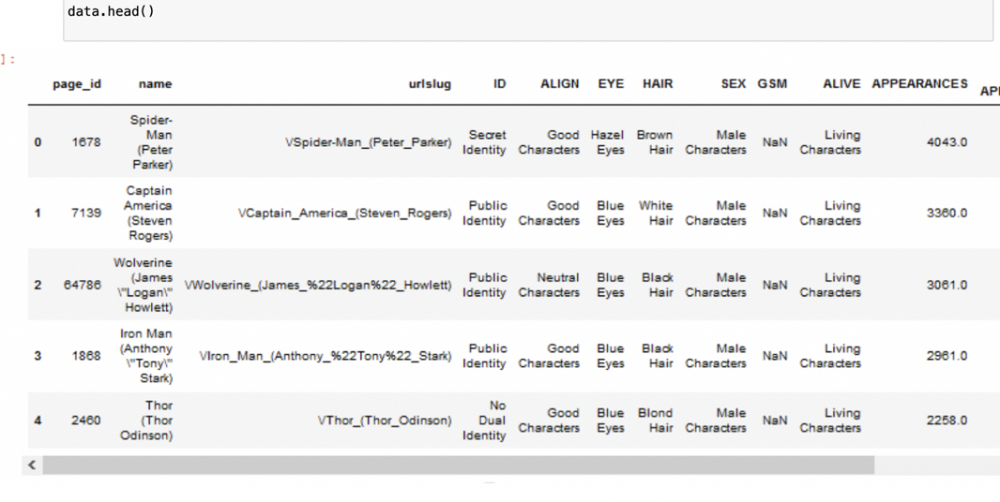 data.head()
]:
page_id name urlslug ID ALIGN EYE HAIR SEX GSM ALIVE APPEARANCES API
0 1678 Spider-Man (Peter Parker) \/Spider-Man_(Peter_Parker) Secret Identity Good Characters Hazel Eyes Brown Hair Male Characters NaN Living Characters 4043.0
1 7139 Captain America (Steven Rogers) \/Captain_America_(Steven_Rogers) Public Identity Good Characters Blue Eyes White Hair Male Characters NaN Living Characters 3360.0
2 64786 Wolverine (James \"Logan\" Howlett) \/Wolverine_(James_%22Logan%22_Howlett) Public Identity Neutral Characters Blue Eyes Black Hair Male Characters NaN Living Characters 3061.0
3 1868 Iron Man (Anthony \"Tony\" Stark) \/Iron_Man_(Anthony_%22Tony%22_Stark) Public Identity Good Characters Blue Eyes Black Hair Male Characters NaN Living Characters 2961.0
4 2460 Thor (Thor Odinson) \/Thor_(Thor_Odinson) No Dual Identity Good Characters Blue Eyes Blond Hair Male Characters NaN Living Characters 2258.0